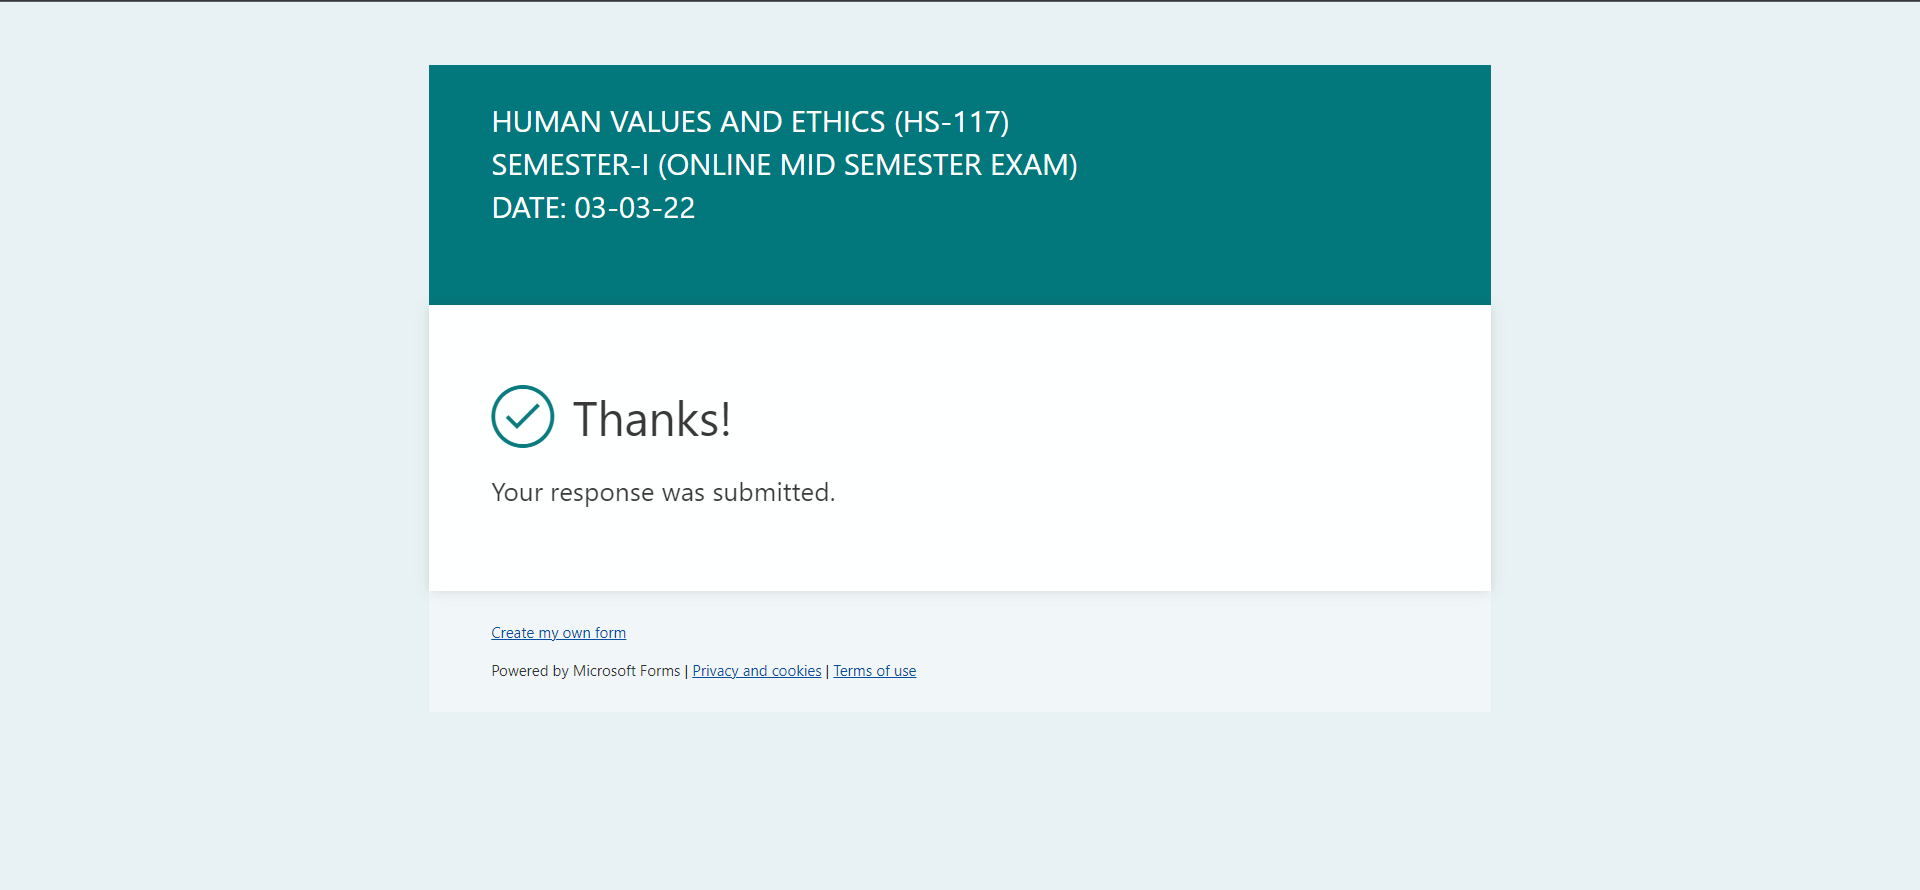 HUMAN VALUES AND ETHICS (HS-117)
SEMESTER-I (ONLINE MID SEMESTER EXAM)
DATE: 03-03-22
Thanks!
Your response was submitted.
Create my own form
Powered by Microsoft Forms | Privacy and cookies | Terms of use